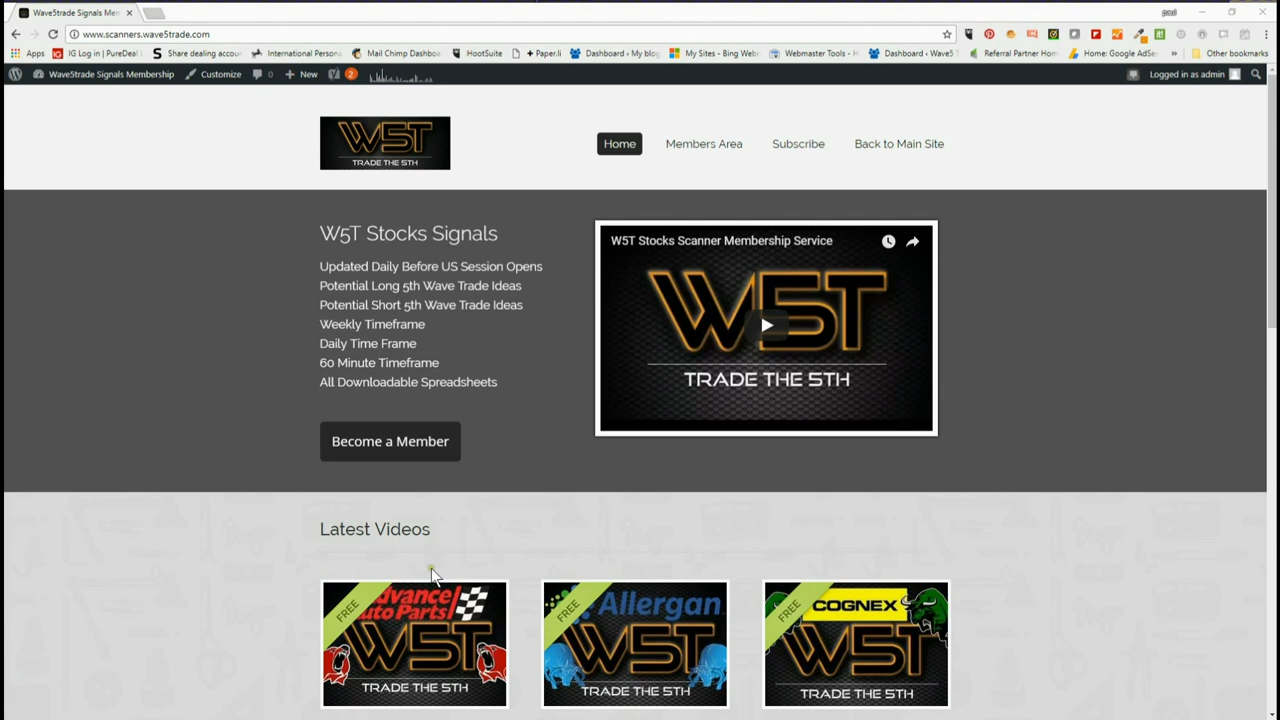 Wave5trade Signals Mem
paul
www.scanners.wave5trade.com
Apps
IG Log in | PureDeal
Share dealing accou
International Person
Mail Chimp Dashbo
HootSuite
+ Paper.li
Dashboard ‹ My blog
My Sites - Bing Web
Webmaster Tools - H
Dashboard ‹ Wave5
Referral Partner Hom
Home: Google AdSe
»
Other bookmarks
Wave5trade Signals Membership
Customize
0
New
2
Logged in as admin
W5T
TRADE THE 5TH
Home
Members Area
Subscribe
Back to Main Site
W5T Stocks Signals
Updated Daily Before US Session Opens
Potential Long 5th Wave Trade Ideas
Potential Short 5th Wave Trade Ideas
Weekly Timeframe
Daily Time Frame
60 Minute Timeframe
All Downloadable Spreadsheets
Become a Member
W5T Stocks Scanner Membership Service
W5T
TRADE THE 5TH
Latest Videos
FREE
Advance
Auto Parts
W5T
TRADE THE 5TH
FREE
Allergan
W5T
TRADE THE 5TH
FREE
COGNEX
W5T
TRADE THE 5TH